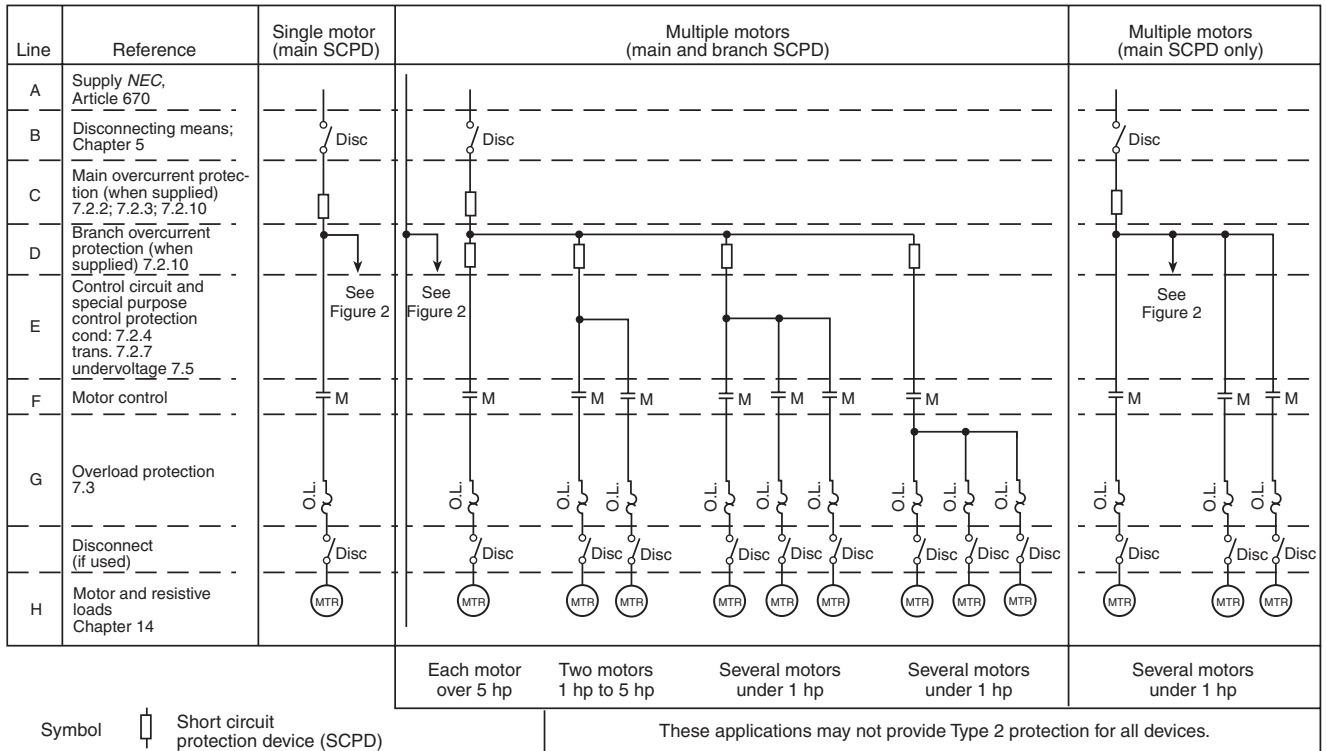 Line
Reference
Single motor
(main SCPD)
Multiple motors
(main and branch SCPD)
Multiple motors
(main SCPD only)
A
Supply NEC,
Article 670
B
Disconnecting means;
Chapter 5
Disc
Disc
Disc
C
Main overcurrent protec-
tion (when supplied)
7.2.2; 7.2.3; 7.2.10
D
Branch overcurrent
protection (when
supplied) 7.2.10
E
Control circuit and
special purpose
control protection
cond: 7.2.4
trans. 7.2.7
undervoltage 7.5
See
Figure 2
See
Figure 2
See
Figure 2
F
Motor control
M
M
M
M
M
M
M
M
M
M
M
G
Overload protection
7.3
O.L.
O.L.
O.L.
O.L.
O.L.
O.L.
O.L.
O.L.
O.L.
O.L.
O.L.
O.L.
O.L.
Disconnect
(if used)
Disc
Disc
Disc
Disc
Disc
Disc
Disc
Disc
Disc
Disc
Disc
Disc
Disc
H
Motor and resistive
loads
Chapter 14
MTR
MTR
MTR
MTR
MTR
MTR
MTR
MTR
MTR
MTR
MTR
MTR
MTR
Each motor
over 5 hp
Two motors
1 hp to 5 hp
Several motors
under 1 hp
Several motors
under 1 hp
Several motors
under 1 hp
Symbol
Short circuit
protection device (SCPD)
These applications may not provide Type 2 protection for all devices.